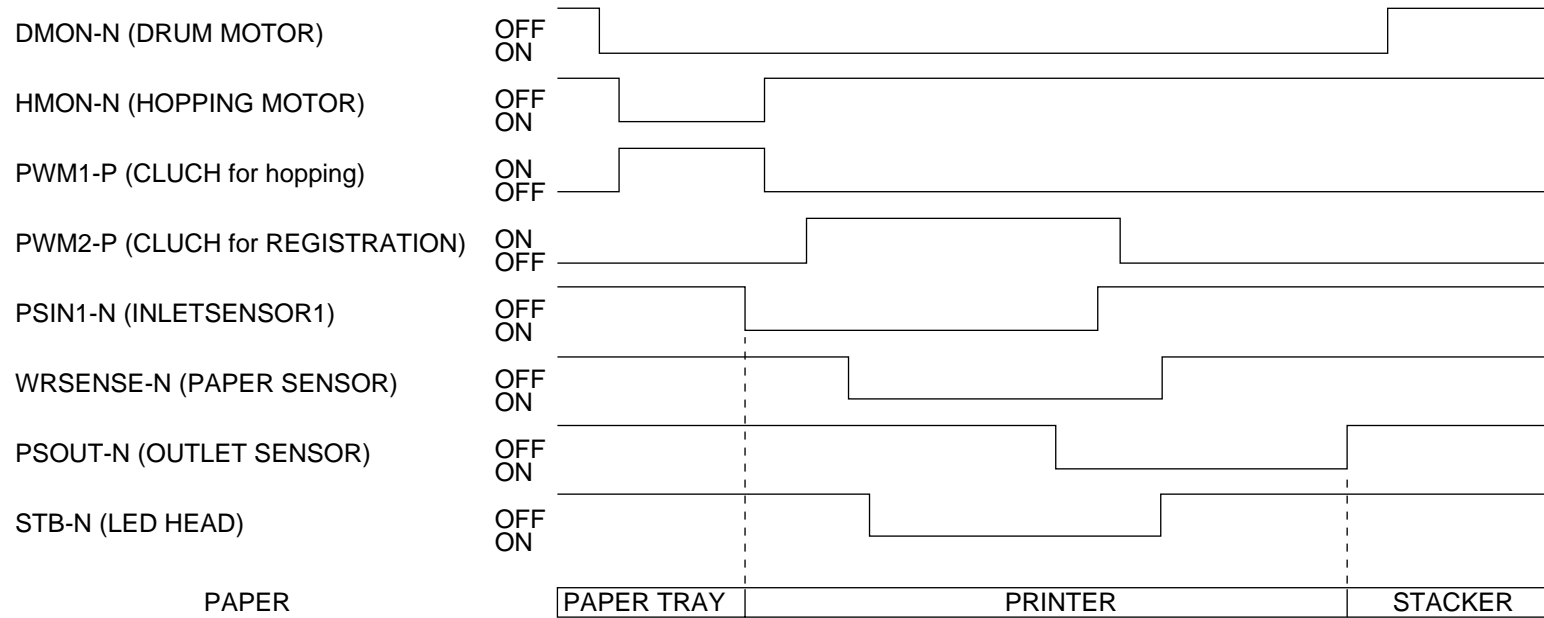 DMON-N (DRUM MOTOR) OFF
ON
HMON-N (HOPPING MOTOR) OFF
ON
PWM1-P (CLUCH for hopping) ON
OFF
PWM2-P (CLUCH for REGISTRATION) ON
OFF
PSIN1-N (INLETSENSOR1) OFF
ON
WRSENSE-N (PAPER SENSOR) OFF
ON
PSOUT-N (OUTLET SENSOR) OFF
ON
STB-N (LED HEAD) OFF
ON
PAPER PAPER TRAY PRINTER STACKER